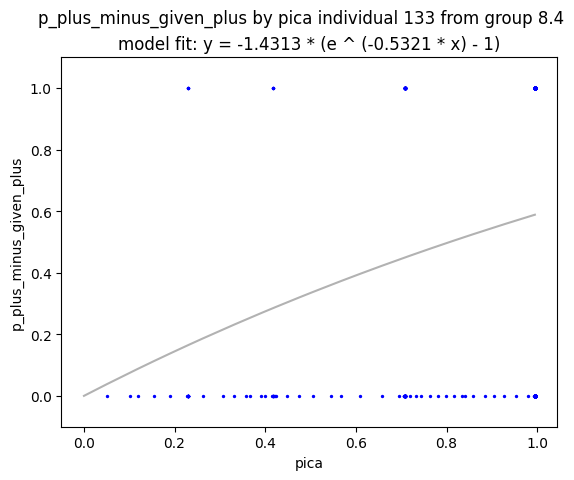 p_plus_minus_given_plus by pica individual 133 from group 8.4
model fit: y = -1.4313 * (e ^ (-0.5321 * x) - 1)
1.0
0.8
0.6
0.4
0.2
0.0
p_plus_minus_given_plus
0.0 0.2 0.4 0.6 0.8 1.0
pica